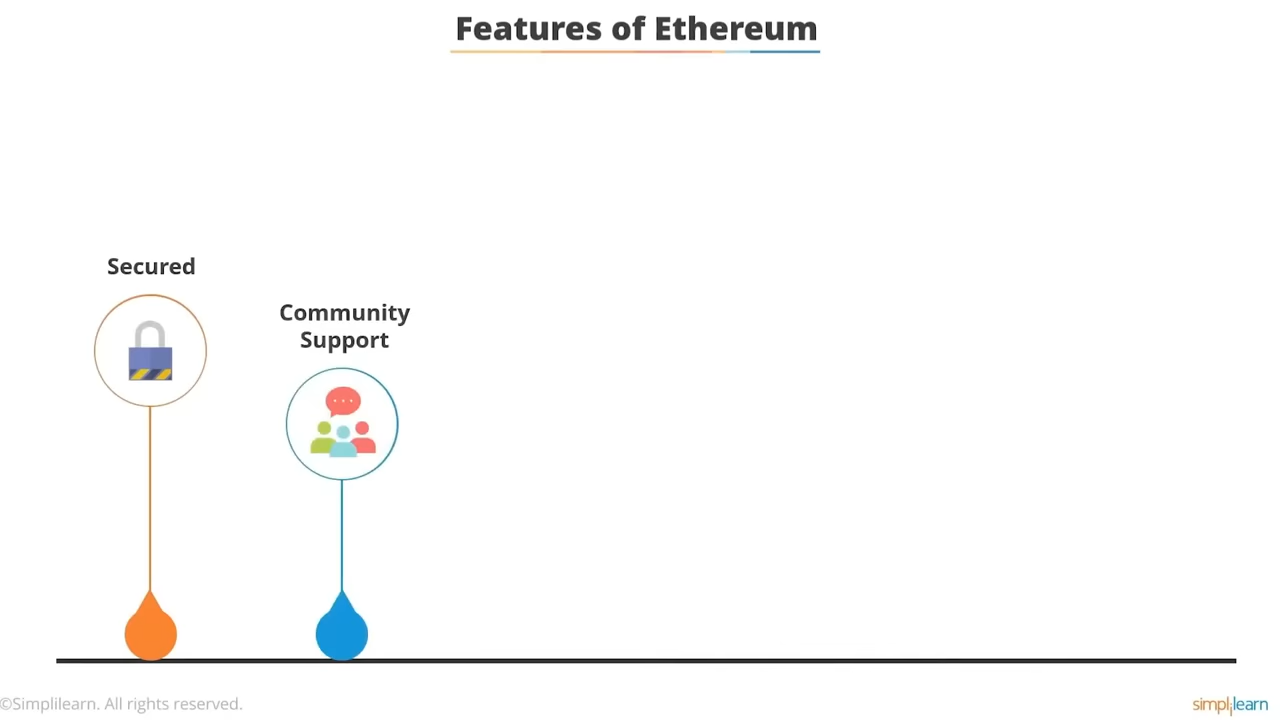 Features of Ethereum
Secured
Community
Support
©Simplilearn. All rights reserved.
simplilearn